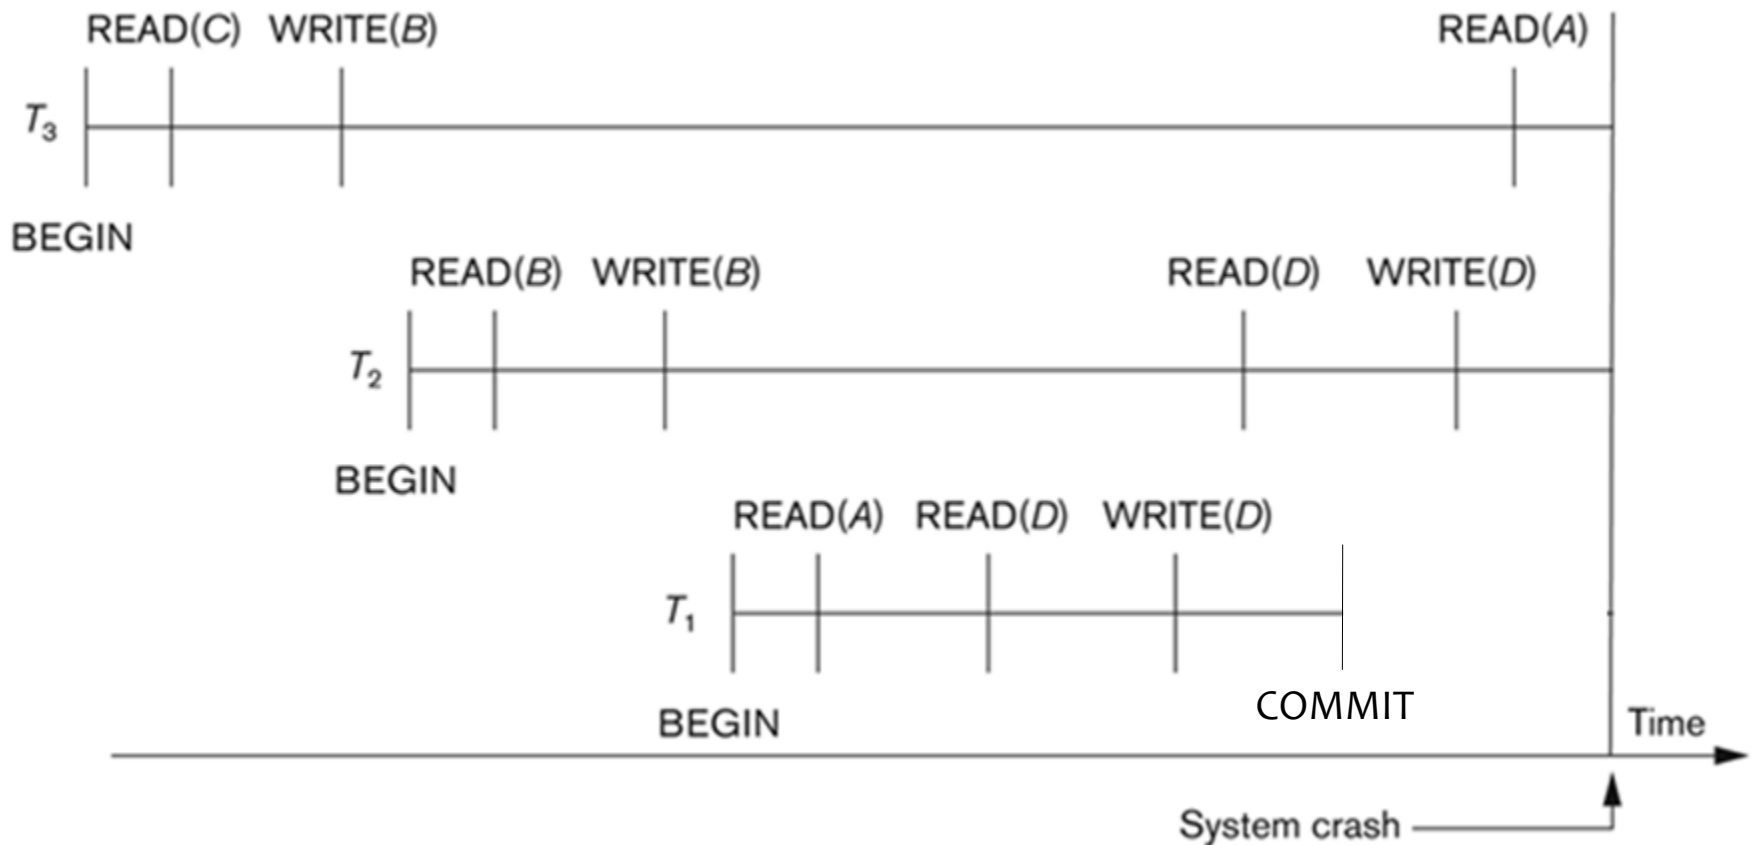 READ(C) WRITE(B) READ(A)
T3
BEGIN
READ(B) WRITE(B) READ(D) WRITE(D)
T2
BEGIN
READ(A) READ(D) WRITE(D)
T1
BEGIN
COMMIT
Time
System crash